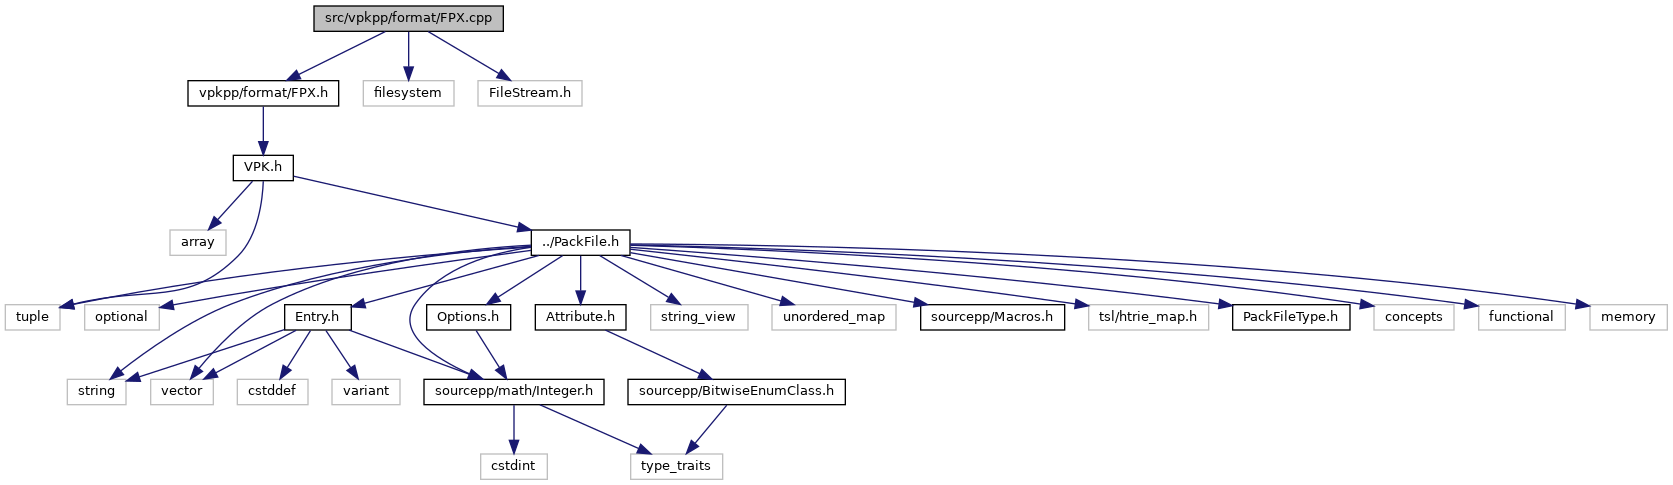 src/vpkpp/format/FPX.cpp
vpkpp/format/FPX.h
filesystem
FileStream.h
VPK.h
array
../PackFile.h
tuple
optional
Entry.h
Options.h
Attribute.h
string_view
unordered_map
sourcepp/Macros.h
tsl/htrie_map.h
PackFileType.h
concepts
functional
memory
string
vector
cstddef
variant
sourcepp/math/Integer.h
sourcepp/BitwiseEnumClass.h
cstdint
type_traits